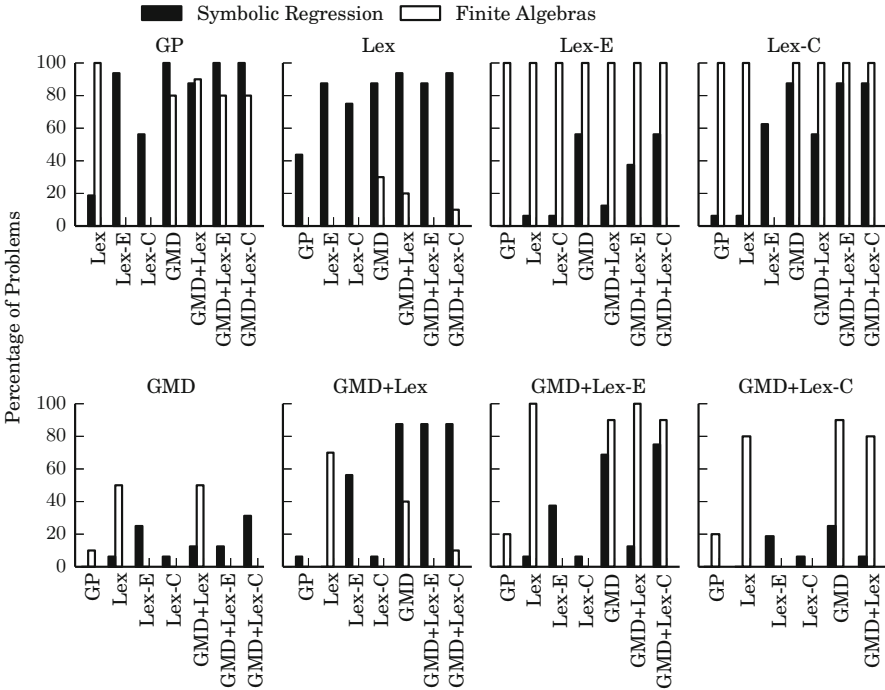 Symbolic Regression Finite Algebras
GP Lex Lex-E Lex-C
100
80
60
40
20
0
Lex
Lex-E
Lex-C
GMD
GMD+Lex
GMD+Lex-E
GMD+Lex-C
GP
Lex-E
Lex-C
GMD
GMD+Lex
GMD+Lex-E
GMD+Lex-C
GP
Lex
Lex-C
GMD
GMD+Lex
GMD+Lex-E
GMD+Lex-C
GP
Lex
Lex-E
GMD
GMD+Lex
GMD+Lex-E
GMD+Lex-C
Percentage of Problems
GMD GMD+Lex GMD+Lex-E GMD+Lex-C
100
80
60
40
20
0
GP
Lex
Lex-E
Lex-C
GMD+Lex
GMD+Lex-E
GMD+Lex-C
GP
Lex
Lex-E
Lex-C
GMD
GMD+Lex-E
GMD+Lex-C
GP
Lex
Lex-E
Lex-C
GMD
GMD+Lex
GMD+Lex-C
GP
Lex
Lex-E
Lex-C
GMD
GMD+Lex